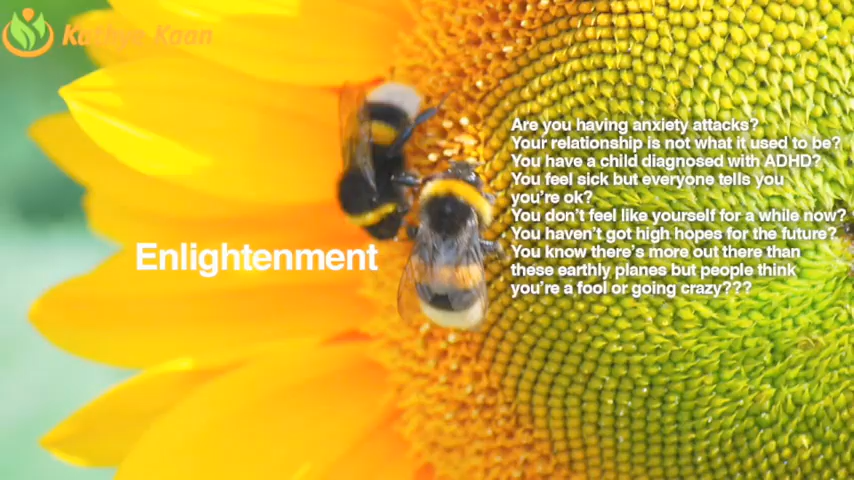 Kathye Kaan
Enlightenment
Are you having anxiety attacks?
Your relationship is not what it used to be?
You have a child diagnosed with ADHD?
You feel sick but everyone tells you
you're ok?
You don't feel like yourself for a while now?
You haven't got high hopes for the future?
You know there's more out there than
these earthly planes but people think
you're a fool or going crazy???